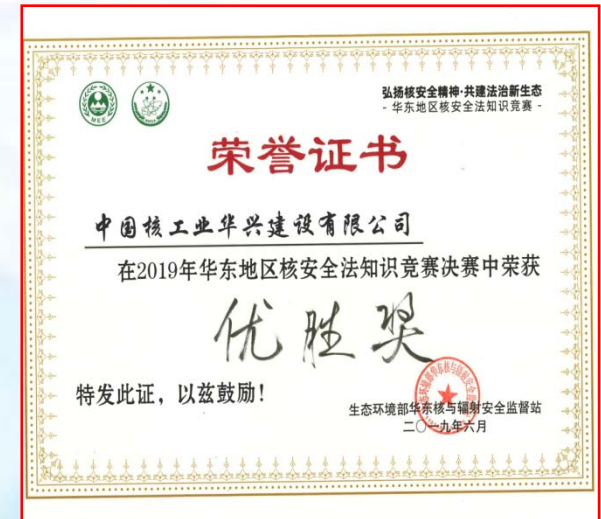 MEE
弘扬核安全精神·共建法治新生态
- 华东地区核安全法知识竞赛 -
荣誉证书
中国核工业华兴建设有限公司
在2019年华东地区核安全法知识竞赛决赛中荣获
优胜奖
特发此证，以兹鼓励！
生态环境部华东核与辐射安全监督站
二〇一九年六月